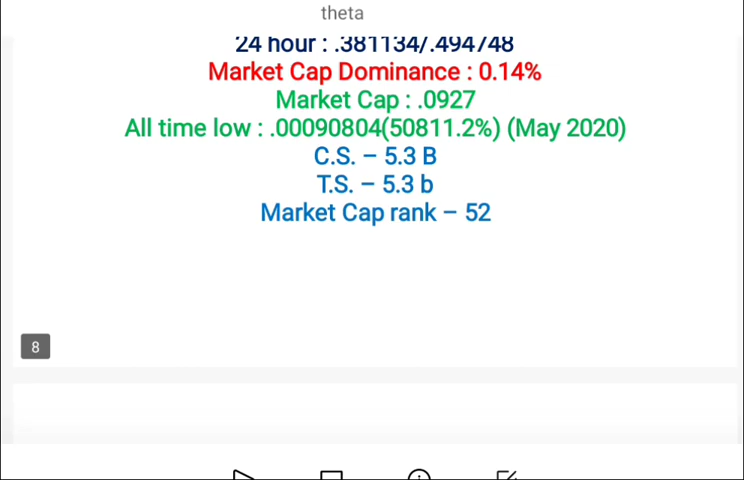 theta
24 hour : .381134/.494748
Market Cap Dominance : 0.14%
Market Cap : .0927
All time low : .00090804(50811.2%) (May 2020)
C.S. – 5.3 B
T.S. – 5.3 b
Market Cap rank – 52
8